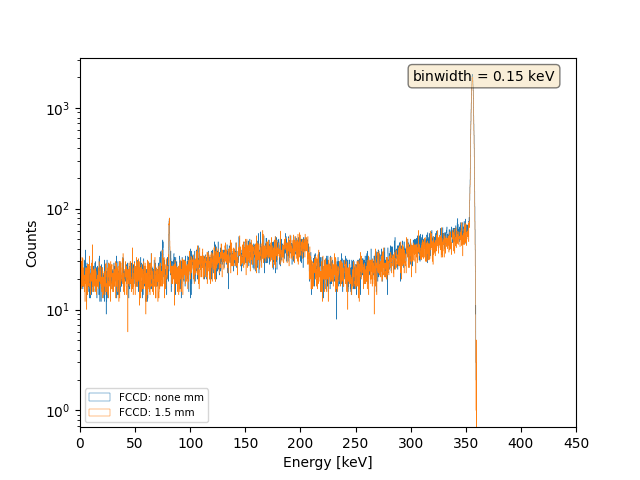 binwidth = 0.15 keV
10³
10²
10¹
10⁰
Counts
FCCD: none mm
FCCD: 1.5 mm
0 50 100 150 200 250 300 350 400 450
Energy [keV]